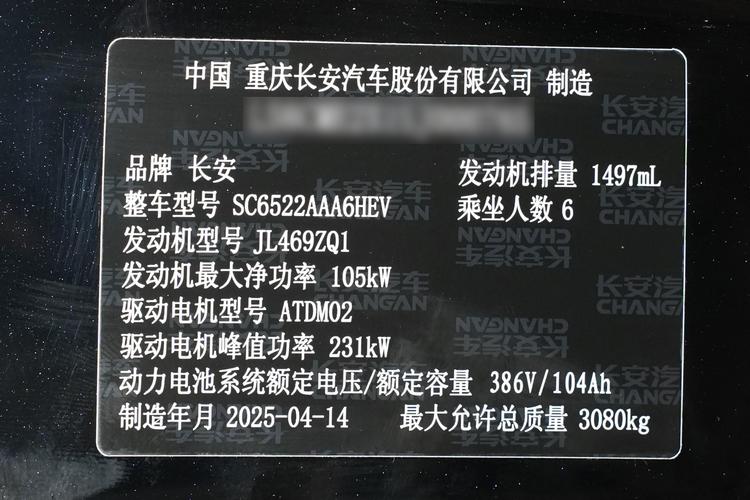 中国 重庆长安汽车股份有限公司 制造
品牌 长安 发动机排量 1497mL
整车型号 SC6522AAA6HEV 乘坐人数 6
发动机型号 JL469ZQ1
发动机最大净功率 105kW
驱动电机型号 ATDM02
驱动电机峰值功率 231kW
动力电池系统额定电压/额定容量 386V/104Ah
制造年月 2025-04-14 最大允许总质量 3080kg